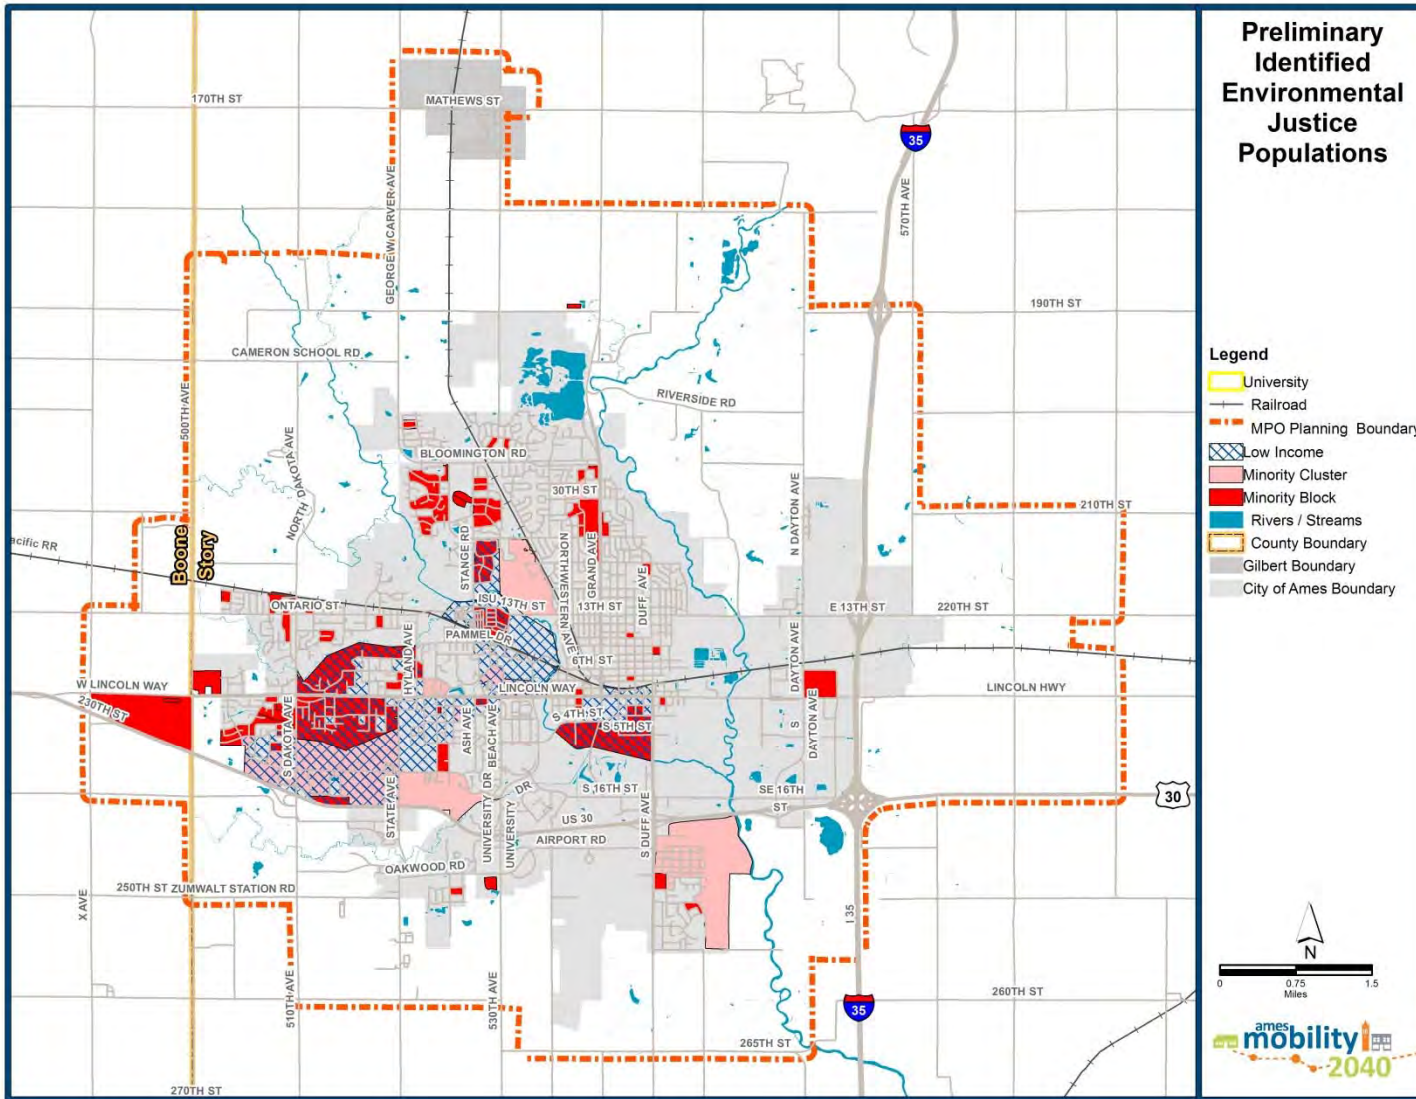 Preliminary
Identified
Environmental
Justice
Populations
170TH ST
MATHEWS ST
35
570TH AVE
GEORGE W CARVER AVE
190TH ST
CAMERON SCHOOL RD
500TH AVE
RIVERSIDE RD
NORTH DAKOTA AVE
BLOOMINGTON RD
30TH ST
N DAYTON AVE
210TH ST
acific RR
Boone
Story
STANGE RD
NORTHWESTERN AVE
GRAND AVE
DUFF AVE
ONTARIO ST
ISU
13TH ST
13TH ST
E 13TH ST
220TH ST
PAMMEL DR
HYLAND AVE
6TH ST
DAYTON AVE
W LINCOLN WAY
LINCOLN WAY
LINCOLN HWY
230TH ST
S DAKOTA AVE
ASH AVE
BEACH AVE
S 4TH ST
S 5TH ST
S
DAYTON AVE
STATE AVE
UNIVERSITY DR
UNIVERSITY
DR
S 16TH ST
SE 16TH
ST
30
US 30
S DUFF AVE
AIRPORT RD
OAKWOOD RD
250TH ST
ZUMWALT STATION RD
X AVE
I 35
510TH AVE
530TH AVE
35
260TH ST
265TH ST
270TH ST
Legend
University
Railroad
MPO Planning Boundary
Low Income
Minority Cluster
Minority Block
Rivers / Streams
County Boundary
Gilbert Boundary
City of Ames Boundary
N
0 0.75 1.5
Miles
ames
mobility
2040